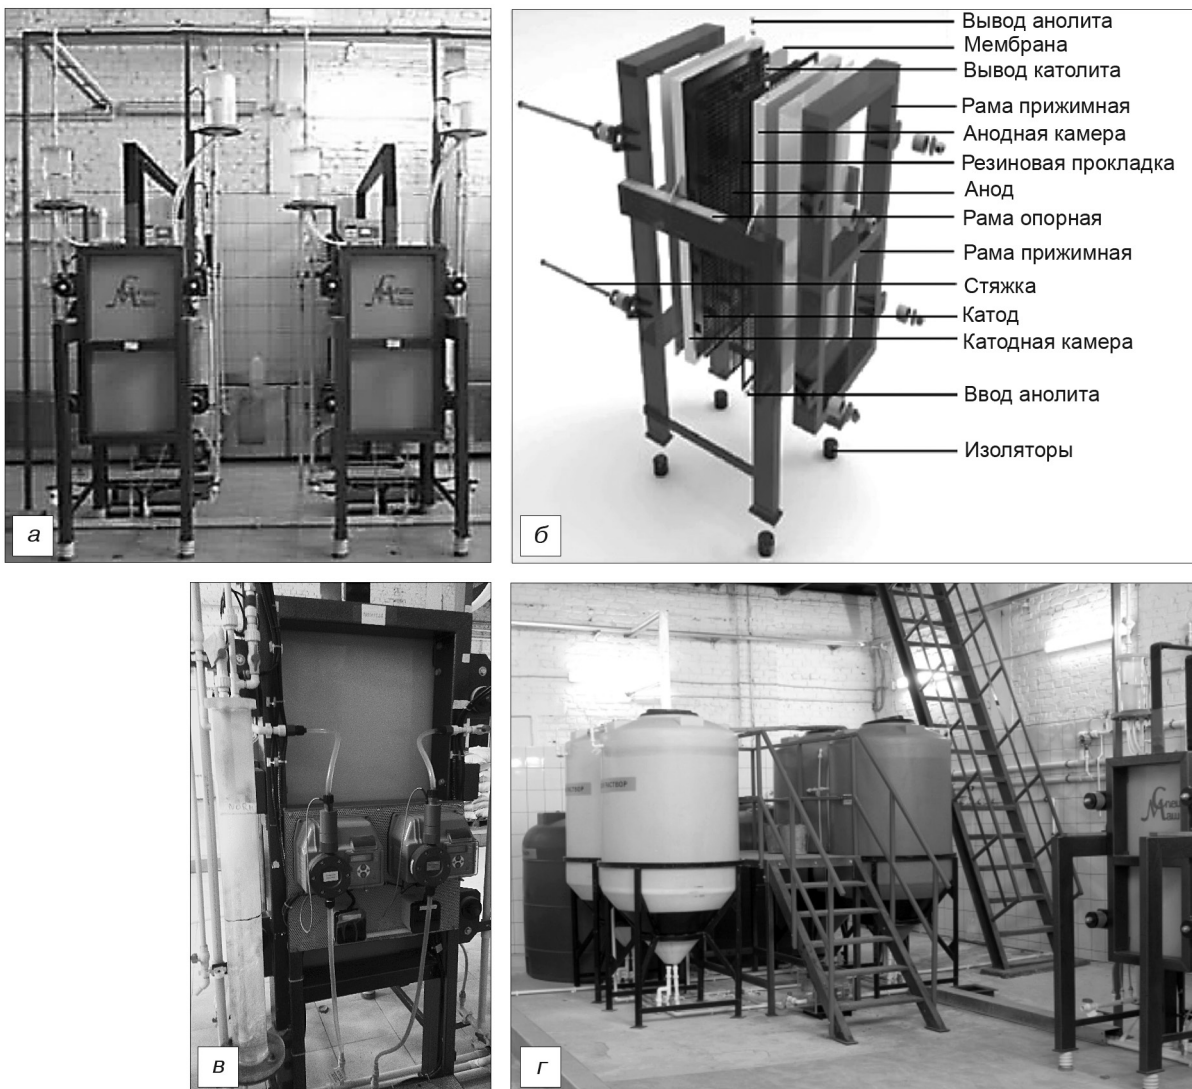 Вывод анолита
Мембрана
Вывод католита
Рама прижимная
Анодная камера
Резиновая прокладка
Анод
Рама опорная
Рама прижимная
Стяжка
Катод
Катодная камера
Ввод анолита
Изоляторы
а
б
в
г